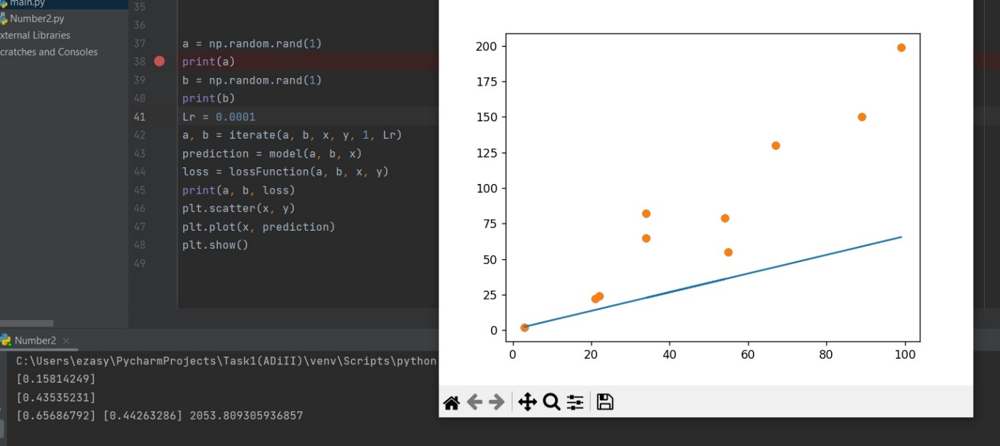 main.py
Number2.py
xternal Libraries
cratches and Consoles
35
36
37 a = np.random.rand(1)
38 print(a)
39 b = np.random.rand(1)
40 print(b)
41 Lr = 0.0001
42 a, b = iterate(a, b, x, y, 1, Lr)
43 prediction = model(a, b, x)
44 loss = lossFunction(a, b, x, y)
45 print(a, b, loss)
46 plt.scatter(x, y)
47 plt.plot(x, prediction)
48 plt.show()
49
200
175
150
125
100
75
50
25
0
0 20 40 60 80 100
Number2
C:\Users\ezasy\PycharmProjects\Task1(ADiII)\venv\Scripts\python
[0.15814249]
[0.43535231]
[0.65686792] [0.44263286] 2053.809305936857